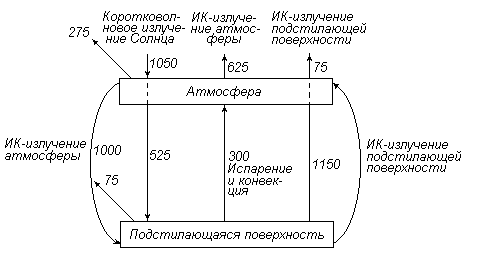 275
Коротковол-
новое излуче-
ние Солнца
ИК-излуче-
ние атмос-
феры
ИК-излучение
подстилающей
поверхности
1050
625
75
Атмосфера
ИК-излучение
атмосферы
1000
75
525
300
Испарение
и конвек-
ция
1150
ИК-излучение
подстилающей
поверхности
Подстилающаяся поверхность